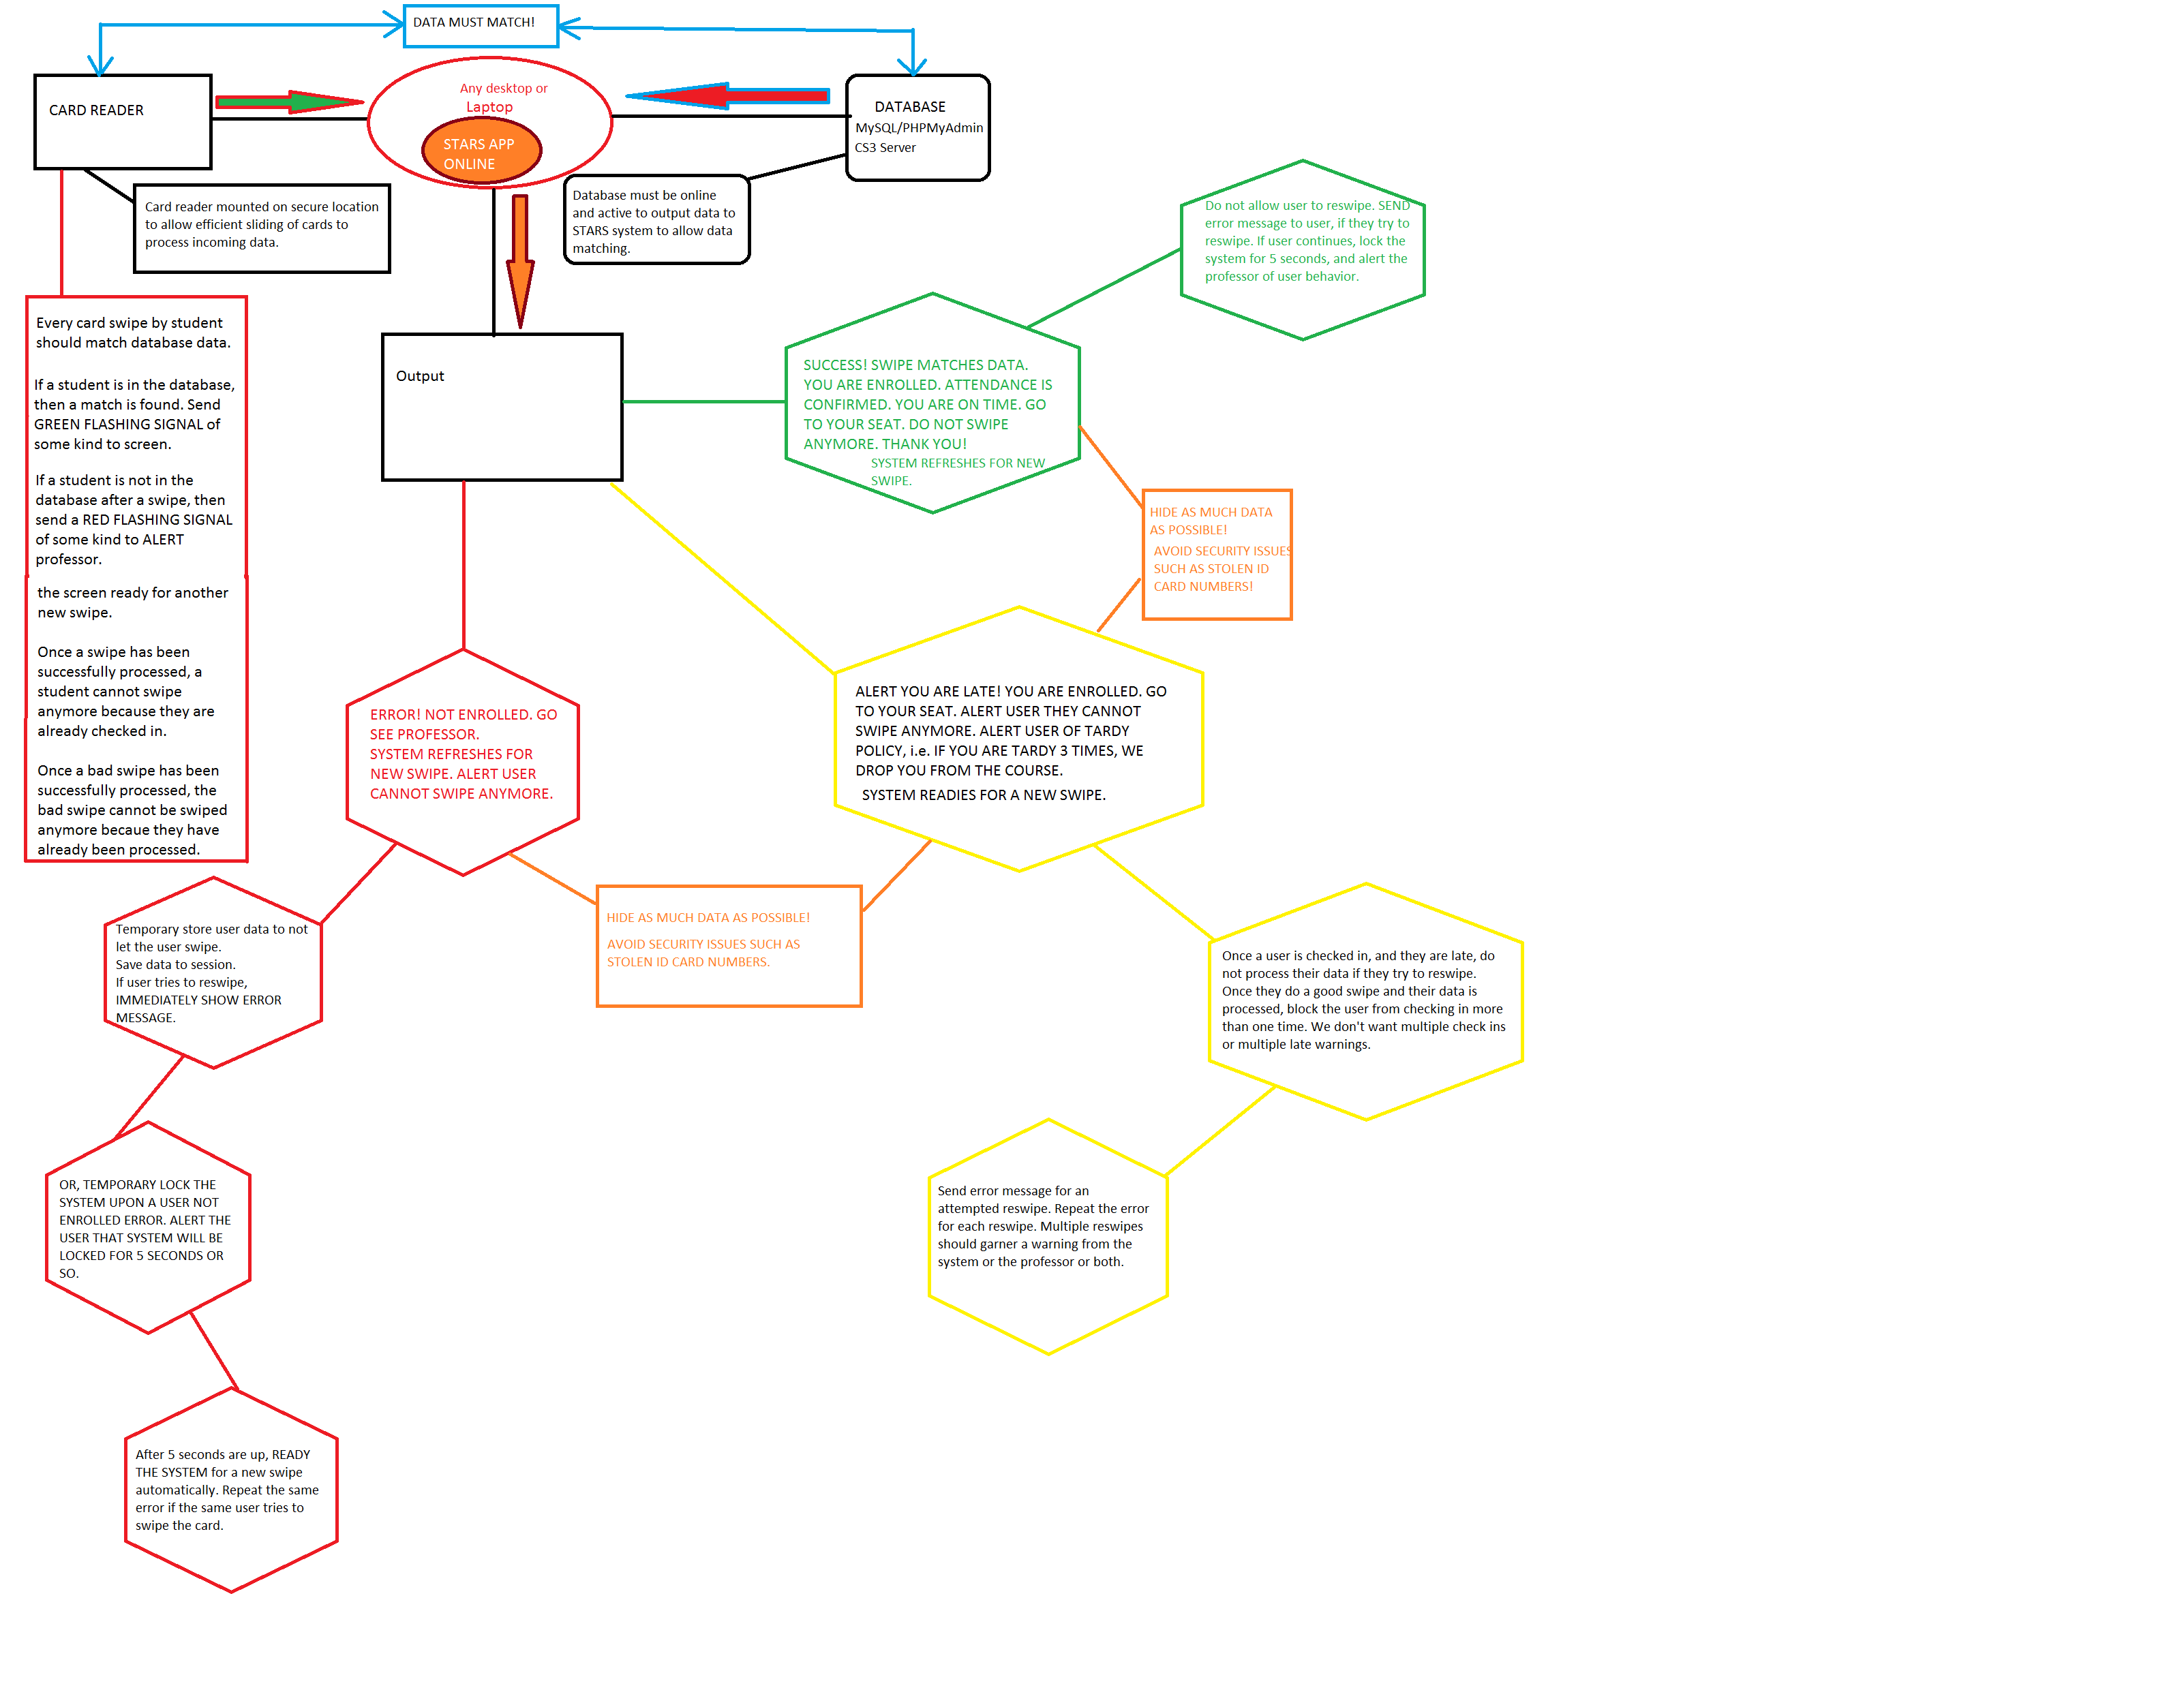 DATA MUST MATCH!
CARD READER
Any desktop or
Laptop
STARS APP
ONLINE
DATABASE
MySQL/PHPMyAdmin
CS3 Server
Card reader mounted on secure location
to allow efficient sliding of cards to
process incoming data.
Database must be online
and active to output data to
STARS system to allow data
matching.
Do not allow user to reswipe. SEND
error message to user, if they try to
reswipe. If user continues, lock the
system for 5 seconds, and alert the
professor of user behavior.
Every card swipe by student
should match database data.
If a student is in the database,
then a match is found. Send
GREEN FLASHING SIGNAL of
some kind to screen.
If a student is not in the
database after a swipe, then
send a RED FLASHING SIGNAL
of some kind to ALERT
professor.
the screen ready for another
new swipe.
Once a swipe has been
successfully processed, a
student cannot swipe
anymore because they are
already checked in.
Once a bad swipe has been
successfully processed, the
bad swipe cannot be swiped
anymore becaue they have
already been processed.
Output
SUCCESS! SWIPE MATCHES DATA.
YOU ARE ENROLLED. ATTENDANCE IS
CONFIRMED. YOU ARE ON TIME. GO
TO YOUR SEAT. DO NOT SWIPE
ANYMORE. THANK YOU!
SYSTEM REFRESHES FOR NEW
SWIPE.
HIDE AS MUCH DATA
AS POSSIBLE!
AVOID SECURITY ISSUES
SUCH AS STOLEN ID
CARD NUMBERS!
ERROR! NOT ENROLLED. GO
SEE PROFESSOR.
SYSTEM REFRESHES FOR
NEW SWIPE. ALERT USER
CANNOT SWIPE ANYMORE.
ALERT YOU ARE LATE! YOU ARE ENROLLED. GO
TO YOUR SEAT. ALERT USER THEY CANNOT
SWIPE ANYMORE. ALERT USER OF TARDY
POLICY, i.e. IF YOU ARE TARDY 3 TIMES, WE
DROP YOU FROM THE COURSE.
SYSTEM READIES FOR A NEW SWIPE.
Temporary store user data to not
let the user swipe.
Save data to session.
If user tries to reswipe,
IMMEDIATELY SHOW ERROR
MESSAGE.
HIDE AS MUCH DATA AS POSSIBLE!
AVOID SECURITY ISSUES SUCH AS
STOLEN ID CARD NUMBERS.
Once a user is checked in, and they are late, do
not process their data if they try to reswipe.
Once they do a good swipe and their data is
processed, block the user from checking in more
than one time. We don't want multiple check ins
or multiple late warnings.
OR, TEMPORARY LOCK THE
SYSTEM UPON A USER NOT
ENROLLED ERROR. ALERT THE
USER THAT SYSTEM WILL BE
LOCKED FOR 5 SECONDS OR
SO.
Send error message for an
attempted reswipe. Repeat the error
for each reswipe. Multiple reswipes
should garner a warning from the
system or the professor or both.
After 5 seconds are up, READY
THE SYSTEM for a new swipe
automatically. Repeat the same
error if the same user tries to
swipe the card.